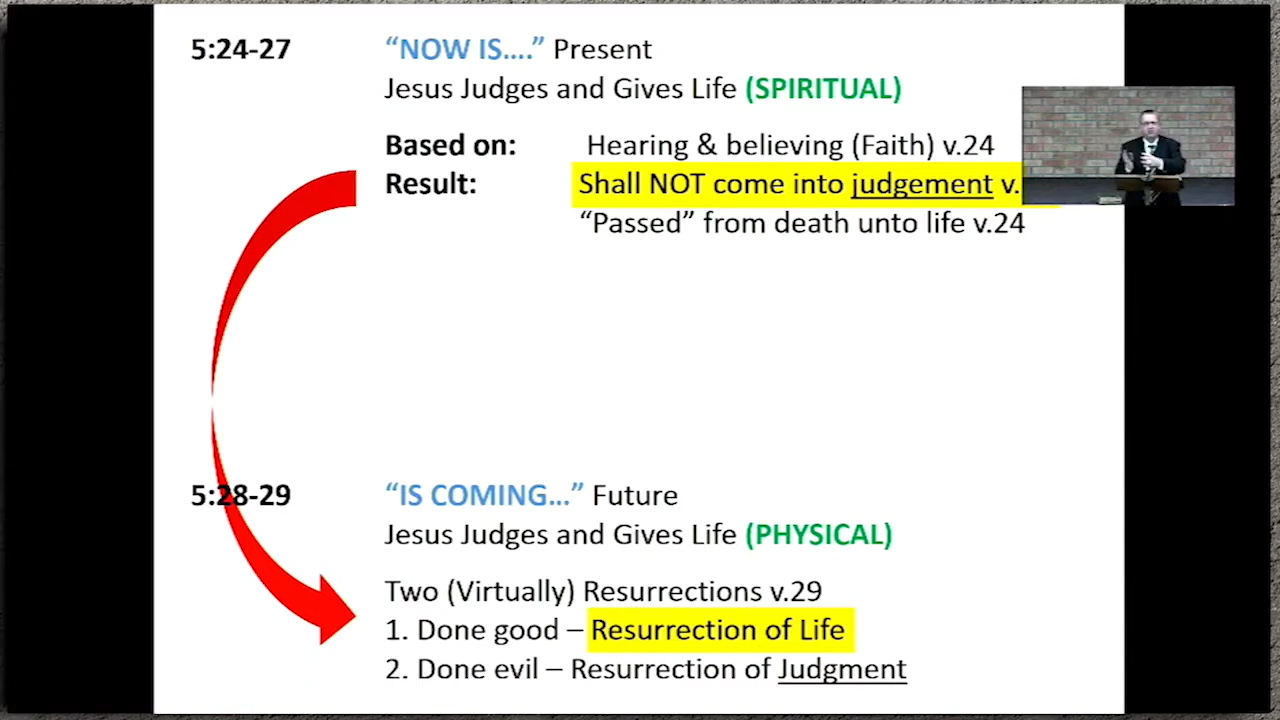 5:24-27 “NOW IS….” Present
Jesus Judges and Gives Life (SPIRITUAL)
Based on: Hearing & believing (Faith) v.24
Result: Shall NOT come into judgement v.
“Passed” from death unto life v.24
5:28-29 “IS COMING…” Future
Jesus Judges and Gives Life (PHYSICAL)
Two (Virtually) Resurrections v.29
1. Done good – Resurrection of Life
2. Done evil – Resurrection of Judgment